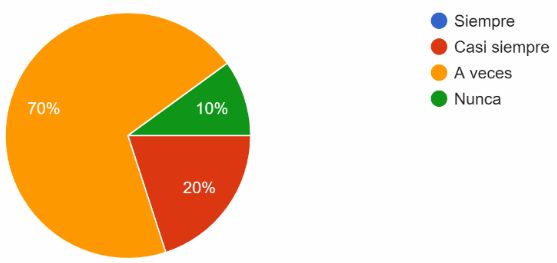 70%
10%
20%
Siempre
Casi siempre
A veces
Nunca